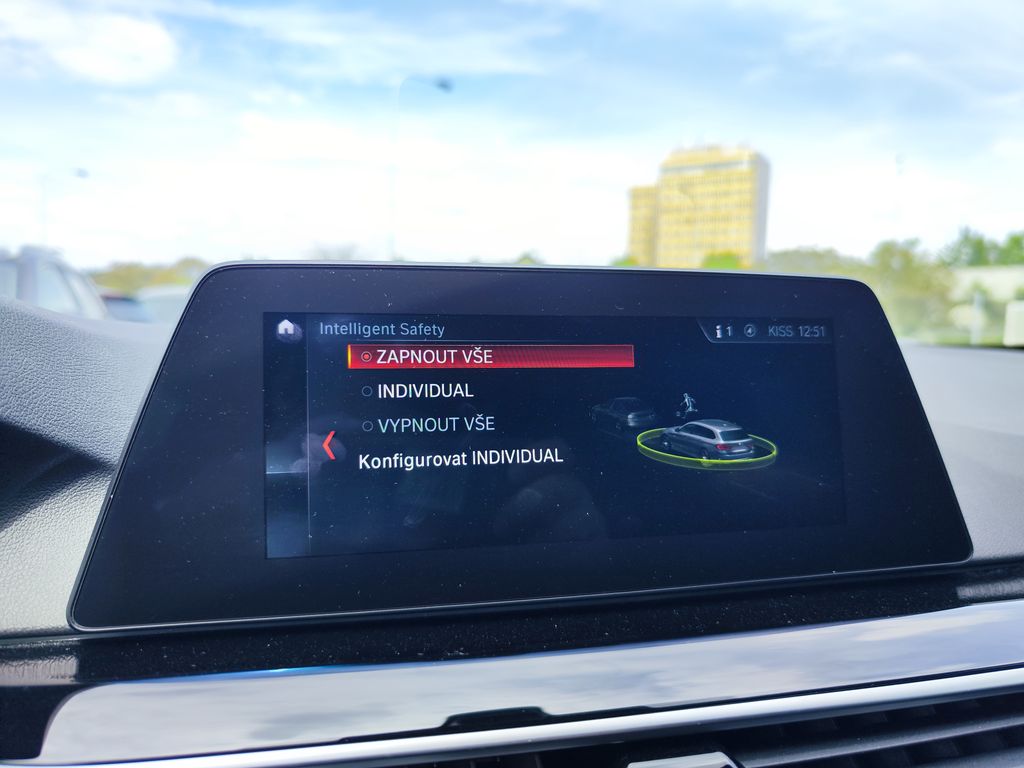 Intelligent Safety
1 KISS 12:51
ZAPNOUT VŠE
INDIVIDUAL
VYPNOUT VŠE
Konfigurovat INDIVIDUAL